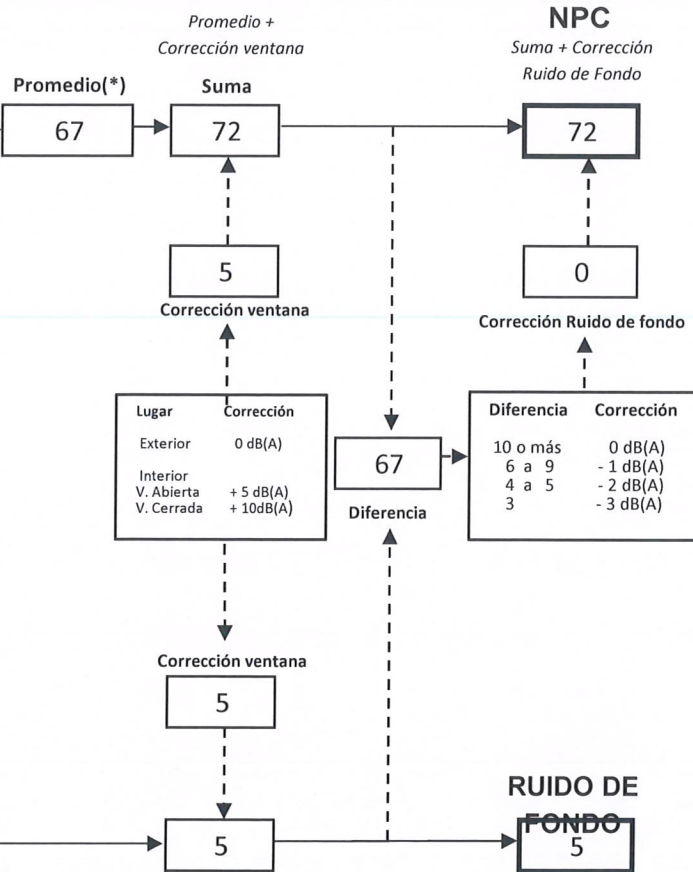 Promedio +
Corrección ventana
NPC
Suma + Corrección
Ruido de Fondo
Promedio(*)
Suma
67
72
72
5
0
Corrección ventana
Corrección Ruido de fondo
Lugar Corrección
Exterior 0 dB(A)
Interior
V. Abierta + 5 dB(A)
V. Cerrada + 10dB(A)
67
Diferencia
Diferencia Corrección
10 o más 0 dB(A)
6 a 9 - 1 dB(A)
4 a 5 - 2 dB(A)
3 - 3 dB(A)
Corrección ventana
5
5
RUIDO DE
FONDO
5